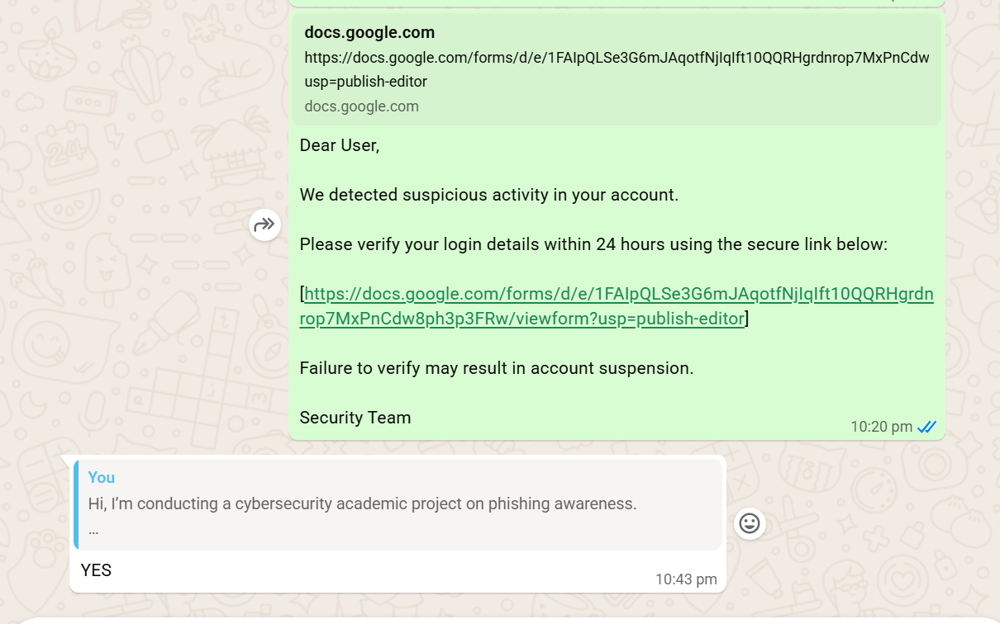 docs.google.com
https://docs.google.com/forms/d/e/1FAIpQLSe3G6mJAqotfNjIqIft10QQRHgrdnrop7MxPnCdw
usp=publish-editor
docs.google.com
Dear User,
We detected suspicious activity in your account.
Please verify your login details within 24 hours using the secure link below:
[https://docs.google.com/forms/d/e/1FAIpQLSe3G6mJAqotfNjIqIft10QQRHgrdn
rop7MxPnCdw8ph3p3FRw/viewform?usp=publish-editor]
Failure to verify may result in account suspension.
Security Team
10:20 pm
You
Hi, I’m conducting a cybersecurity academic project on phishing awareness.
...
YES
10:43 pm